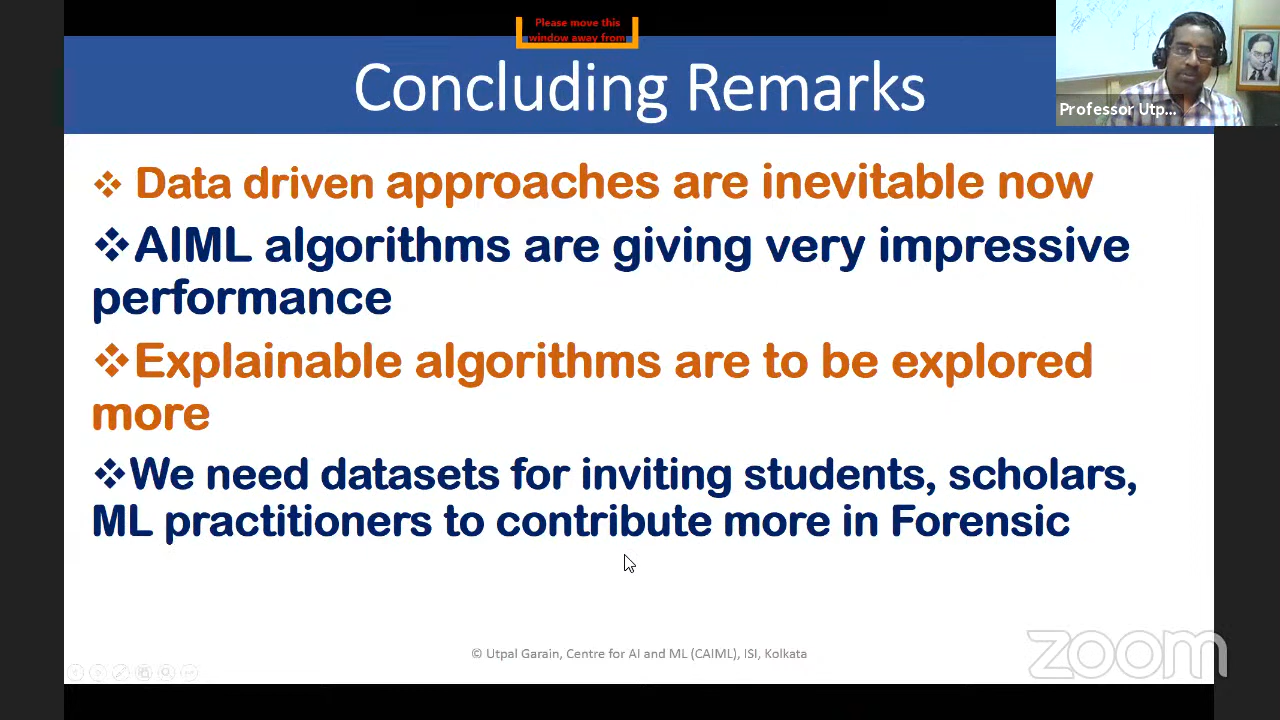 Please move this
window away from
Concluding Remarks
Professor Utp...
❖ Data driven approaches are inevitable now
❖AIML algorithms are giving very impressive
performance
❖Explainable algorithms are to be explored
more
❖We need datasets for inviting students, scholars,
ML practitioners to contribute more in Forensic
© Utpal Garain, Centre for AI and ML (CAIML), ISI, Kolkata
zoom